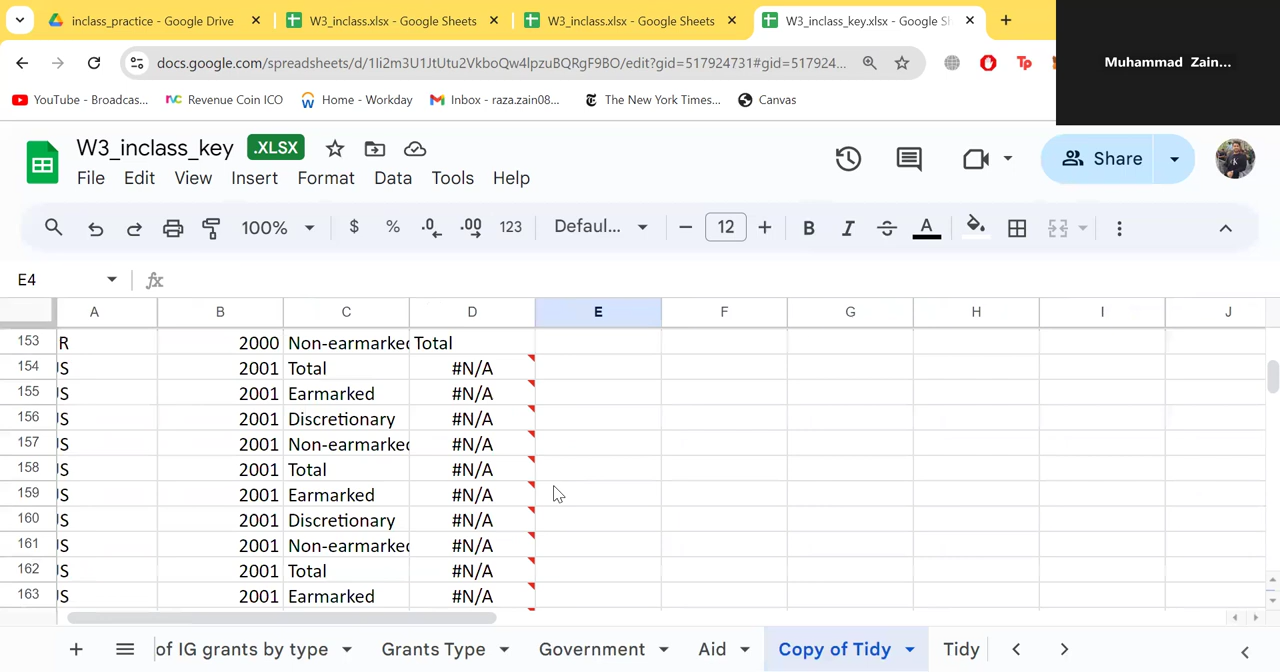 inclass_practice - Google Drive
W3_inclass.xlsx - Google Sheets
W3_inclass.xlsx - Google Sheets
W3_inclass_key.xlsx - Google Sh
docs.google.com/spreadsheets/d/1Ii2m3U1JtUtu2VkboQw4lpzuBQRgF9BO/edit?gid=517924731#gid=517924...
Muhammad Zain...
YouTube - Broadcas...
Revenue Coin ICO
Home - Workday
Inbox - raza.zain08...
The New York Times...
Canvas
W3_inclass_key .XLSX
File Edit View Insert Format Data Tools Help
Share
100% $ % .0 .00 123 Defaul... 12 B I A
E4 fx
A B C D E F G H I J
153 R 2000 Non-earmarked Total
154 S 2001 Total #N/A
155 S 2001 Earmarked #N/A
156 S 2001 Discretionary #N/A
157 S 2001 Non-earmarked #N/A
158 S 2001 Total #N/A
159 S 2001 Earmarked #N/A
160 S 2001 Discretionary #N/A
161 S 2001 Non-earmarked #N/A
162 S 2001 Total #N/A
163 S 2001 Earmarked #N/A
of IG grants by type Grants Type Government Aid Copy of Tidy Tidy